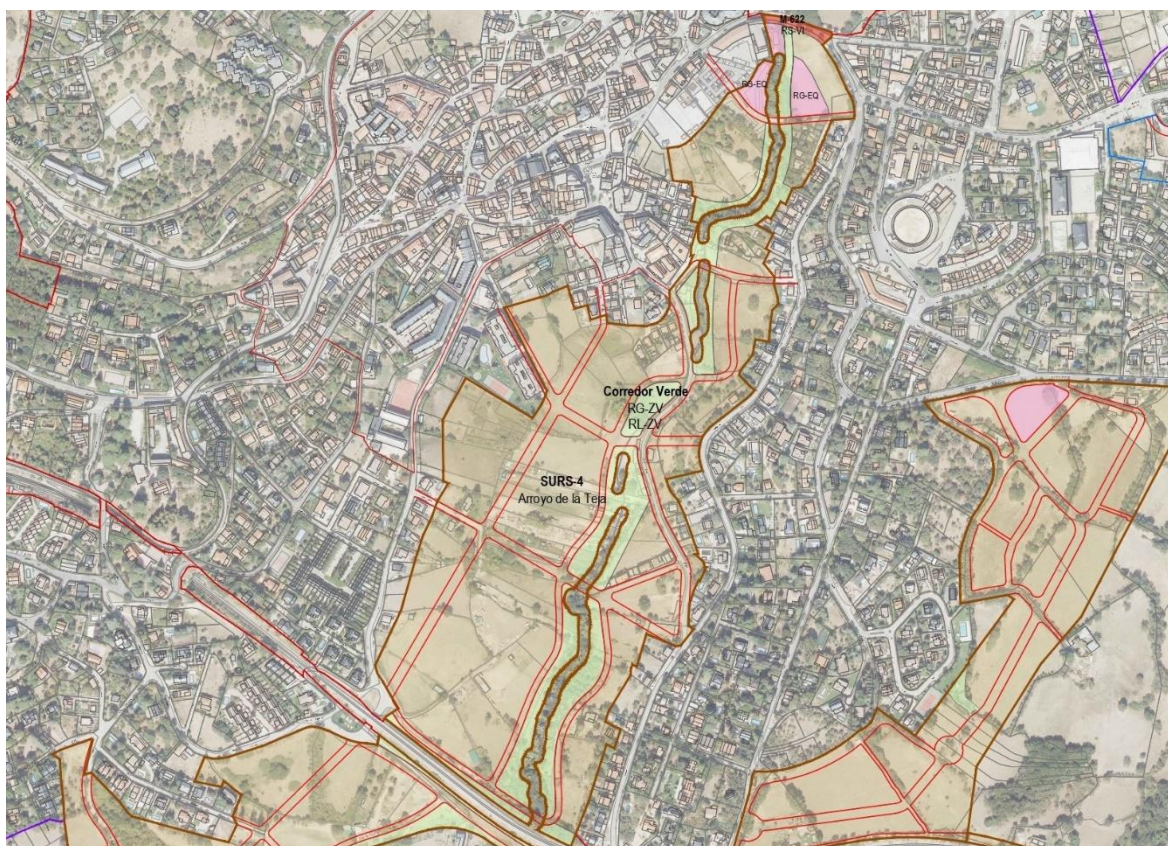 M-622
RS-VI
RG-EQ
RG-EQ
Corredor Verde
RG-ZV
RL-ZV
SURS-4
Arroyo de la Teja